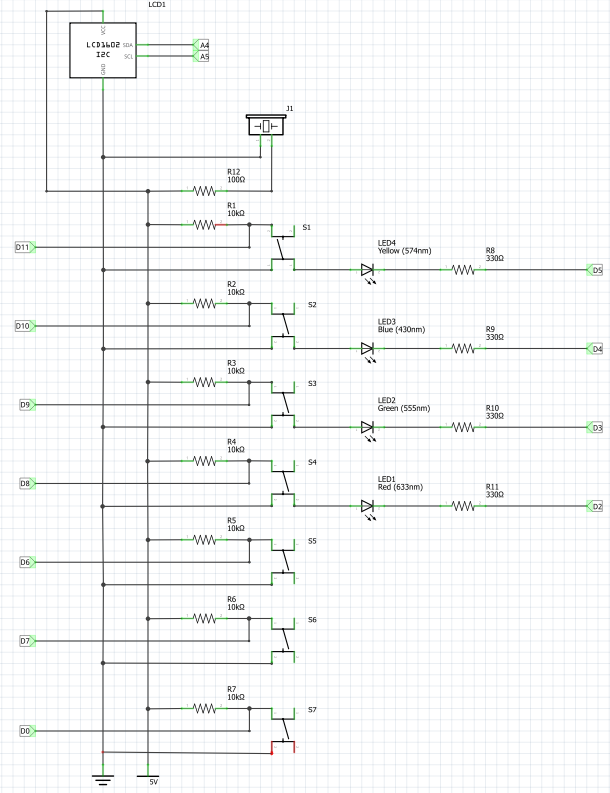 LCD1
VCC
LCD1602
I2C
SDA
SCL
GND
A4
A5
J1
R12
100Ω
R1
10kΩ
S1
D11
LED4
Yellow (574nm)
R8
330Ω
D5
R2
10kΩ
S2
D10
LED3
Blue (430nm)
R9
330Ω
D4
R3
10kΩ
S3
D9
LED2
Green (555nm)
R10
330Ω
D3
R4
10kΩ
S4
D8
LED1
Red (633nm)
R11
330Ω
D2
R5
10kΩ
S5
D6
R6
10kΩ
S6
D7
R7
10kΩ
S7
D0
5V